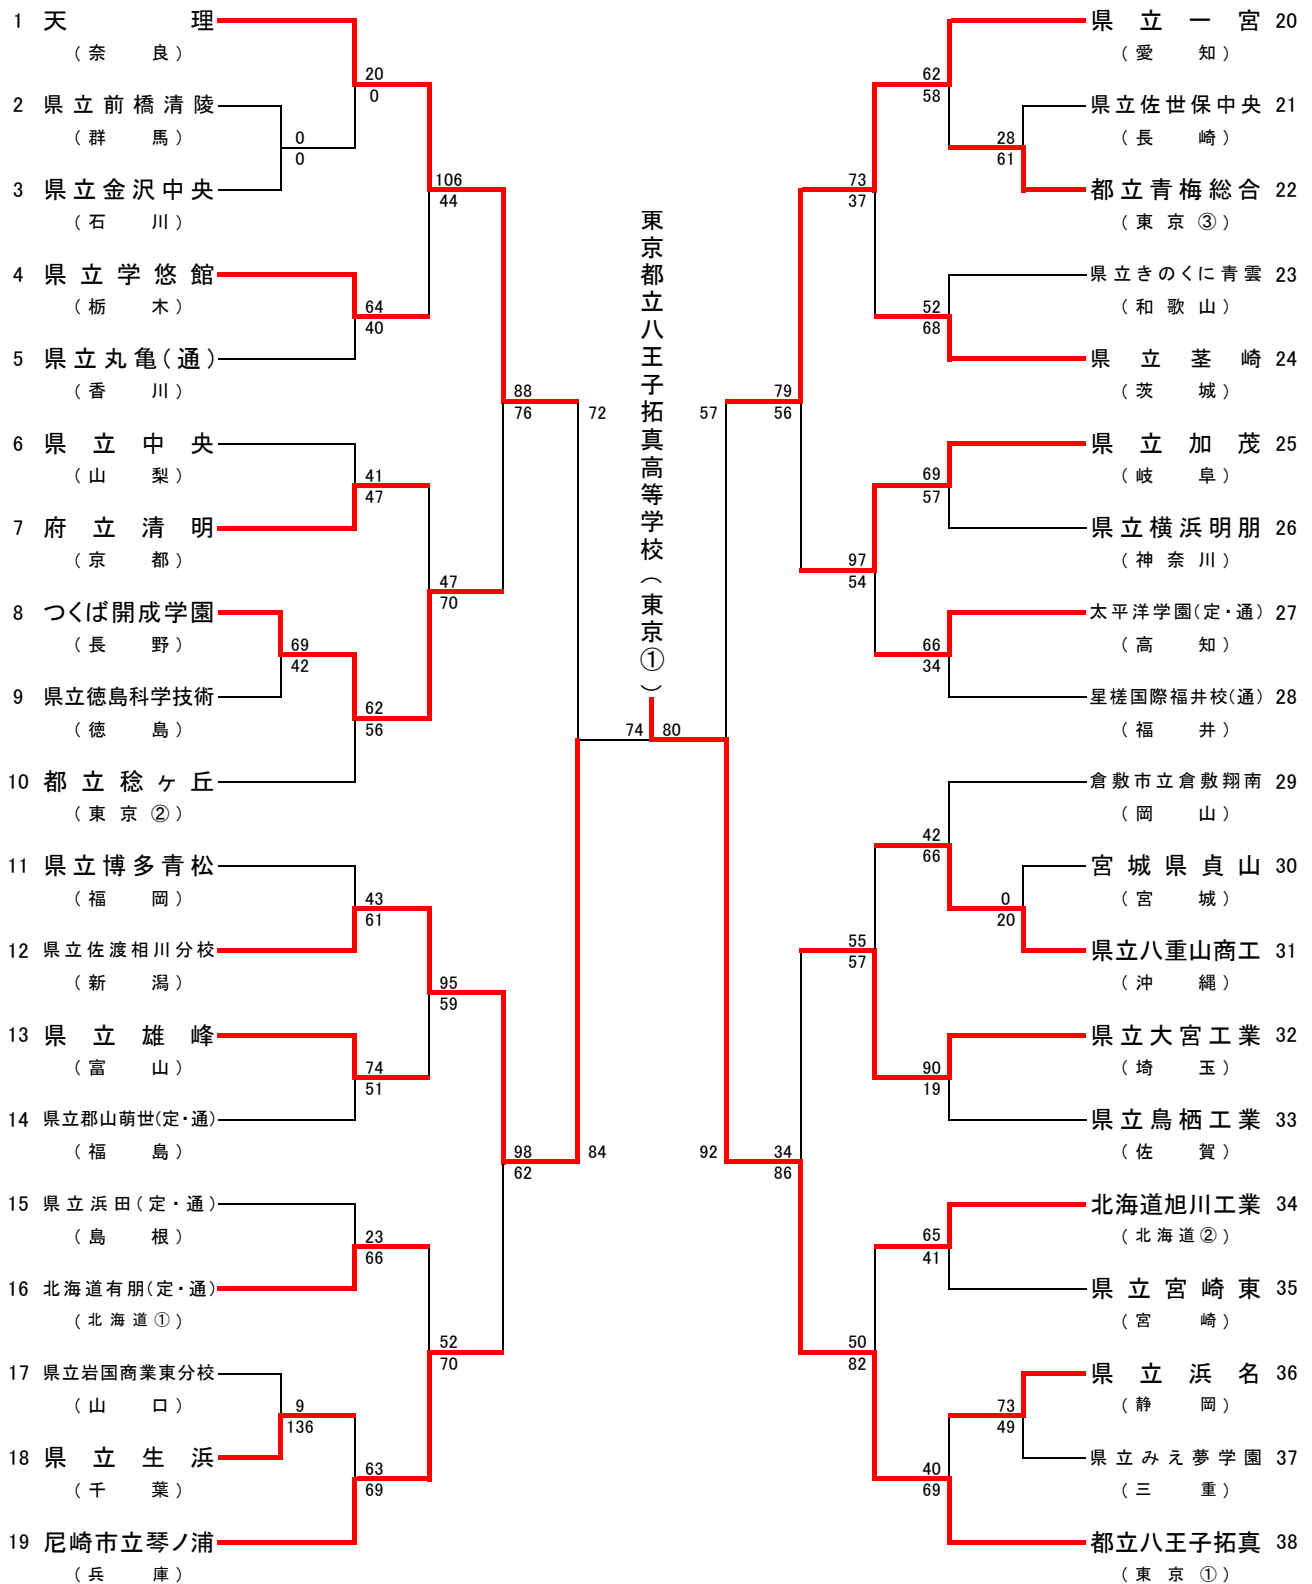 1 天理
(奈良)
20
0
2 県立前橋清陵
(群馬)
0
0
3 県立金沢中央
(石川)
106
44
4 県立学悠館
(栃木)
64
40
5 県立丸亀(通)
(香川)
88
76
72
6 県立中央
(山梨)
41
47
7 府立清明
(京都)
47
70
8 つくば開成学園
(長野)
69
42
9 県立徳島科学技術
(徳島)
62
56
10 都立稔ヶ丘
(東京②)
11 県立博多青松
(福岡)
43
61
12 県立佐渡相川分校
(新潟)
95
59
13 県立雄峰
(富山)
74
51
14 県立郡山萌世(定・通)
(福島)
98
62
84
15 県立浜田(定・通)
(島根)
23
66
16 北海道有朋(定・通)
(北海道①)
52
70
17 県立岩国商業東分校
(山口)
9
136
18 県立生浜
(千葉)
63
69
19 尼崎市立琴ノ浦
(兵庫)
東京都立八王子拓真高等学校(東京①)
74 80
県立一宮 20
(愛知)
62
58
県立佐世保中央 21
(長崎)
28
61
都立青梅総合 22
(東京③)
73
37
県立きのくに青雲 23
(和歌山)
52
68
県立茎崎 24
(茨城)
57
79
56
県立加茂 25
(岐阜)
69
57
県立横浜明朋 26
(神奈川)
97
54
太平洋学園(定・通) 27
(高知)
66
34
星槎国際福井校(通) 28
(福井)
倉敷市立倉敷翔南 29
(岡山)
42
66
宮城県貞山 30
(宮城)
0
20
県立八重山商工 31
(沖縄)
55
57
県立大宮工業 32
(埼玉)
90
19
県立鳥栖工業 33
(佐賀)
92
34
86
北海道旭川工業 34
(北海道②)
65
41
県立宮崎東 35
(宮崎)
50
82
県立浜名 36
(静岡)
73
49
県立みえ夢学園 37
(三重)
40
69
都立八王子拓真 38
(東京①)